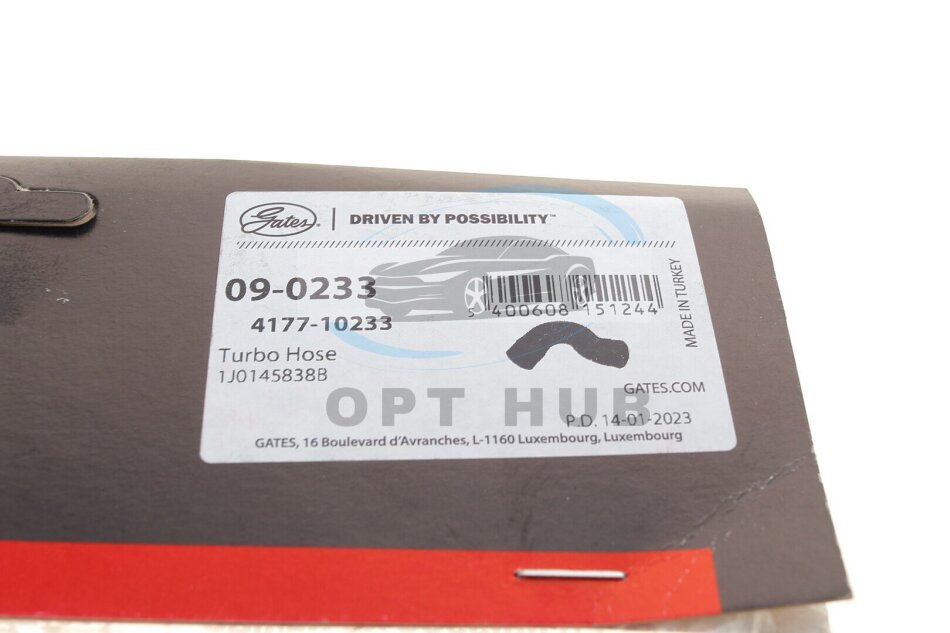 Gates® DRIVEN BY POSSIBILITY™
09-0233
4177-10233
5 400608 151244
MADE IN TURKEY
Turbo Hose
1J0145838B
GATES.COM
OPT HUB
P.D. 14-01-2023
GATES, 16 Boulevard d'Avranches, L-1160 Luxembourg, Luxembourg